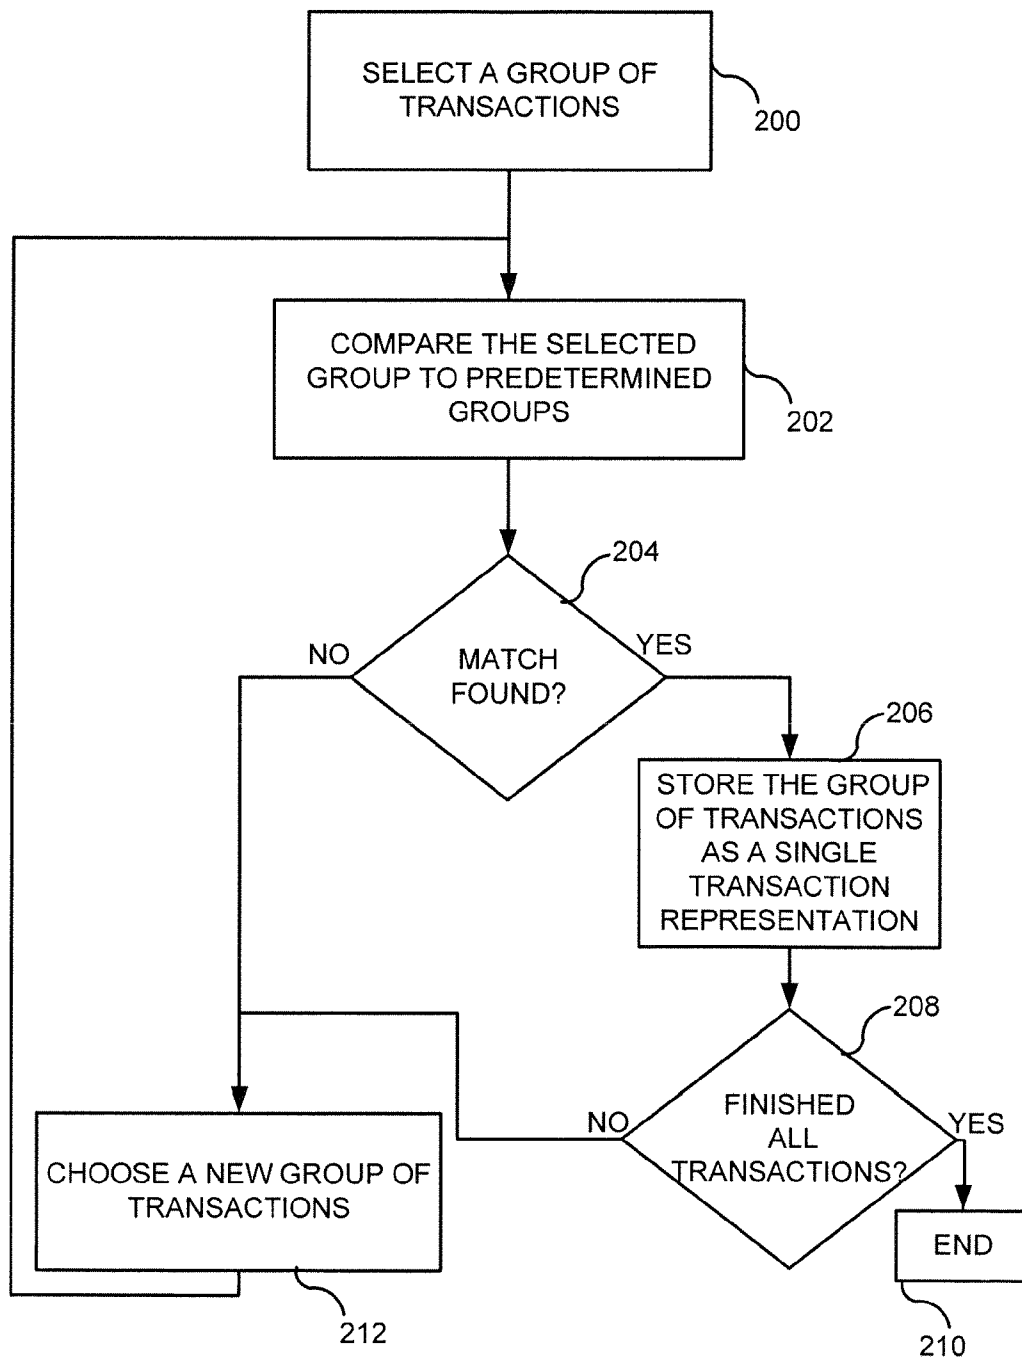 SELECT A GROUP OF
TRANSACTIONS
200
COMPARE THE SELECTED
GROUP TO PREDETERMINED
GROUPS
202
204
NO
YES
MATCH
FOUND?
206
STORE THE GROUP
OF TRANSACTIONS
AS A SINGLE
TRANSACTION
REPRESENTATION
208
NO
YES
FINISHED
ALL
TRANSACTIONS?
CHOOSE A NEW GROUP OF
TRANSACTIONS
END
212
210